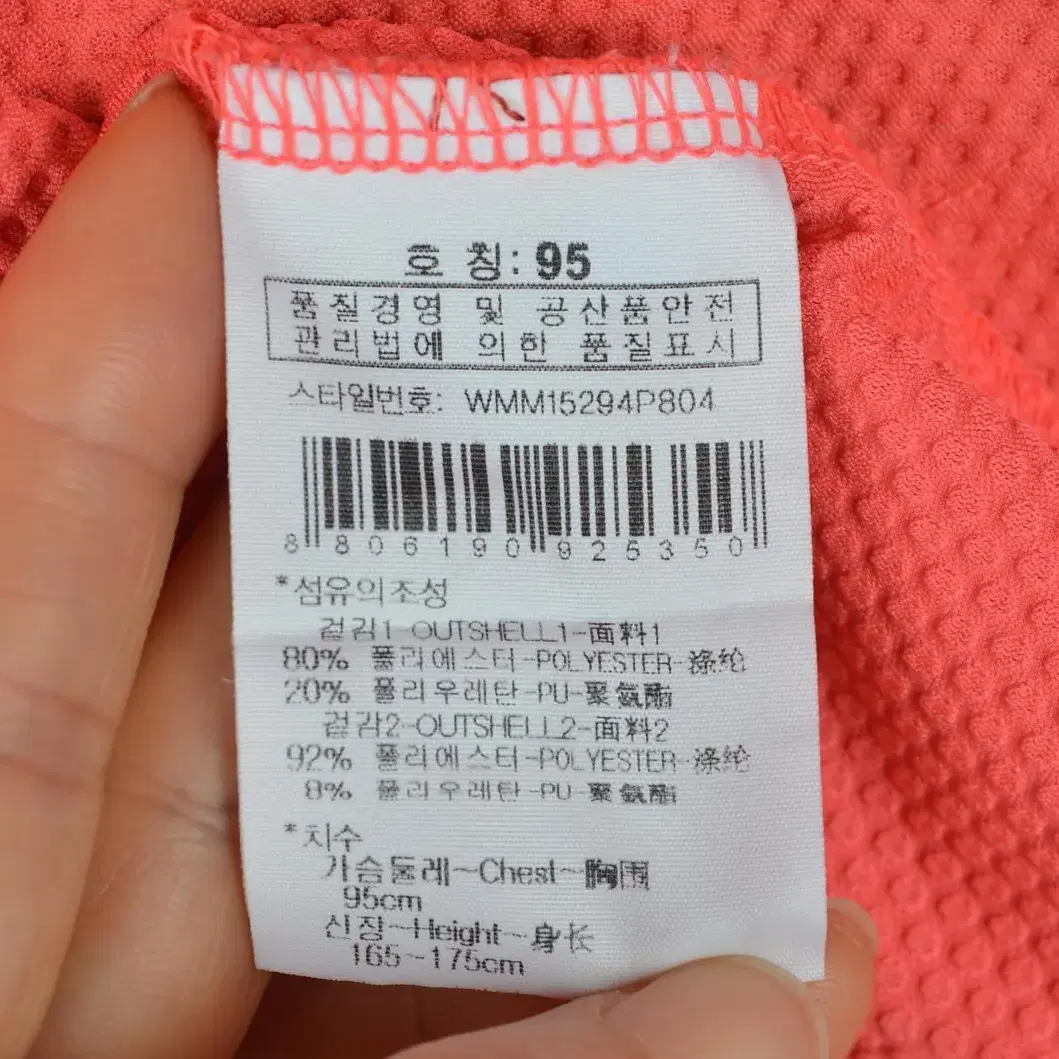 호 칭: 95
품질경영 및 공산품안전
관리법에 의한 품질표시
스타일번호: WMM15294P804
8 806190 925350
*섬유의조성
겉감1-OUTSHELL1-面料1
80% 폴리에스터-POLYESTER-涤纶
20% 폴리우레탄-PU-聚氨酯
겉감2-OUTSHELL2-面料2
92% 폴리에스터-POLYESTER-涤纶
8% 폴리우레탄-PU-聚氨酯
*치수
가슴둘레~Chest~胸围
95cm
신장~Height~身长
165~175cm